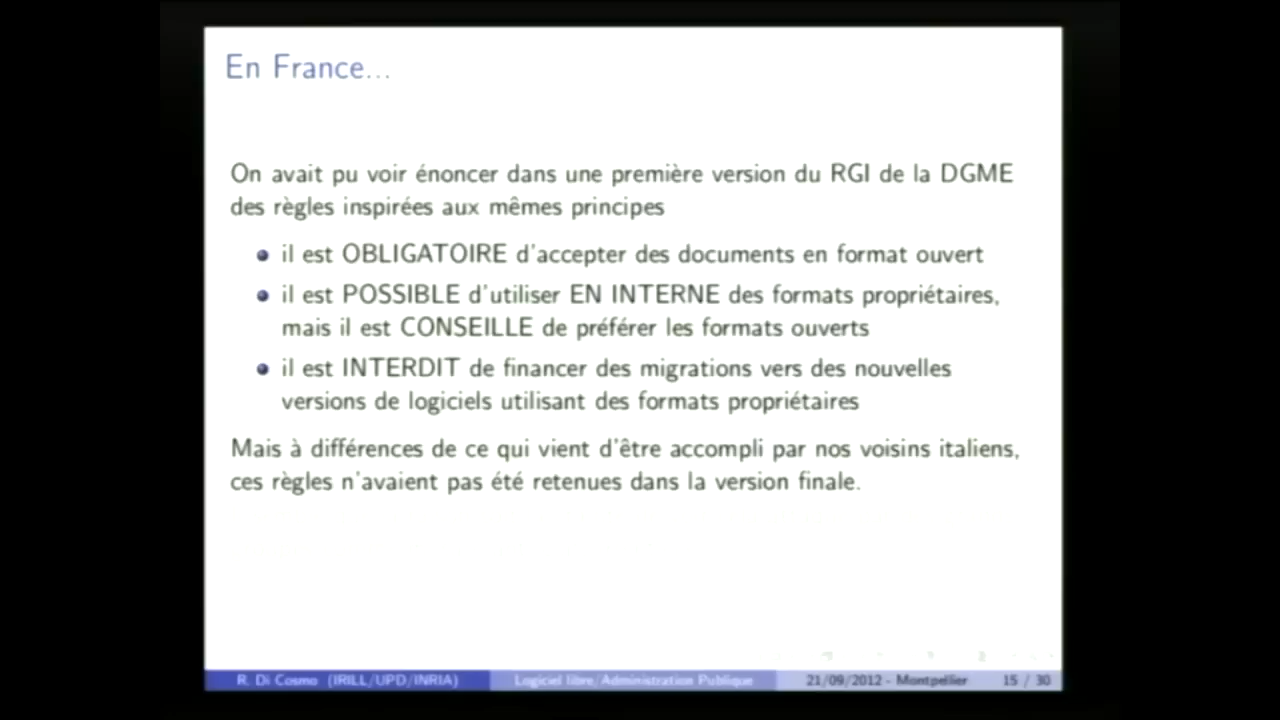 En France...
On avait pu voir énoncer dans une première version du RGI de la DGME
des règles inspirées aux mêmes principes
il est OBLIGATOIRE d'accepter des documents en format ouvert
il est POSSIBLE d'utiliser EN INTERNE des formats propriétaires,
mais il est CONSEILLE de préférer les formats ouverts
il est INTERDIT de financer des migrations vers des nouvelles
versions de logiciels utilisant des formats propriétaires
Mais à différences de ce qui vient d'être accompli par nos voisins italiens,
ces règles n'avaient pas été retenues dans la version finale.
R. Di Cosmo (IRILL/UPD/INRIA) Logiciel libre/Administration Publique 21/09/2012 - Montpellier 15 / 30